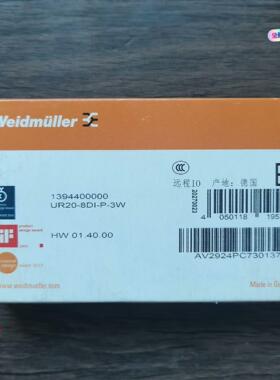 Weidmüller
1394400000
UR20-8DI-P-3W
HW 01.40.00
远程IO
产地：德国
20270923
4 050118 195
AV2924PC730137
www.weidmueller.com
Made in Ge